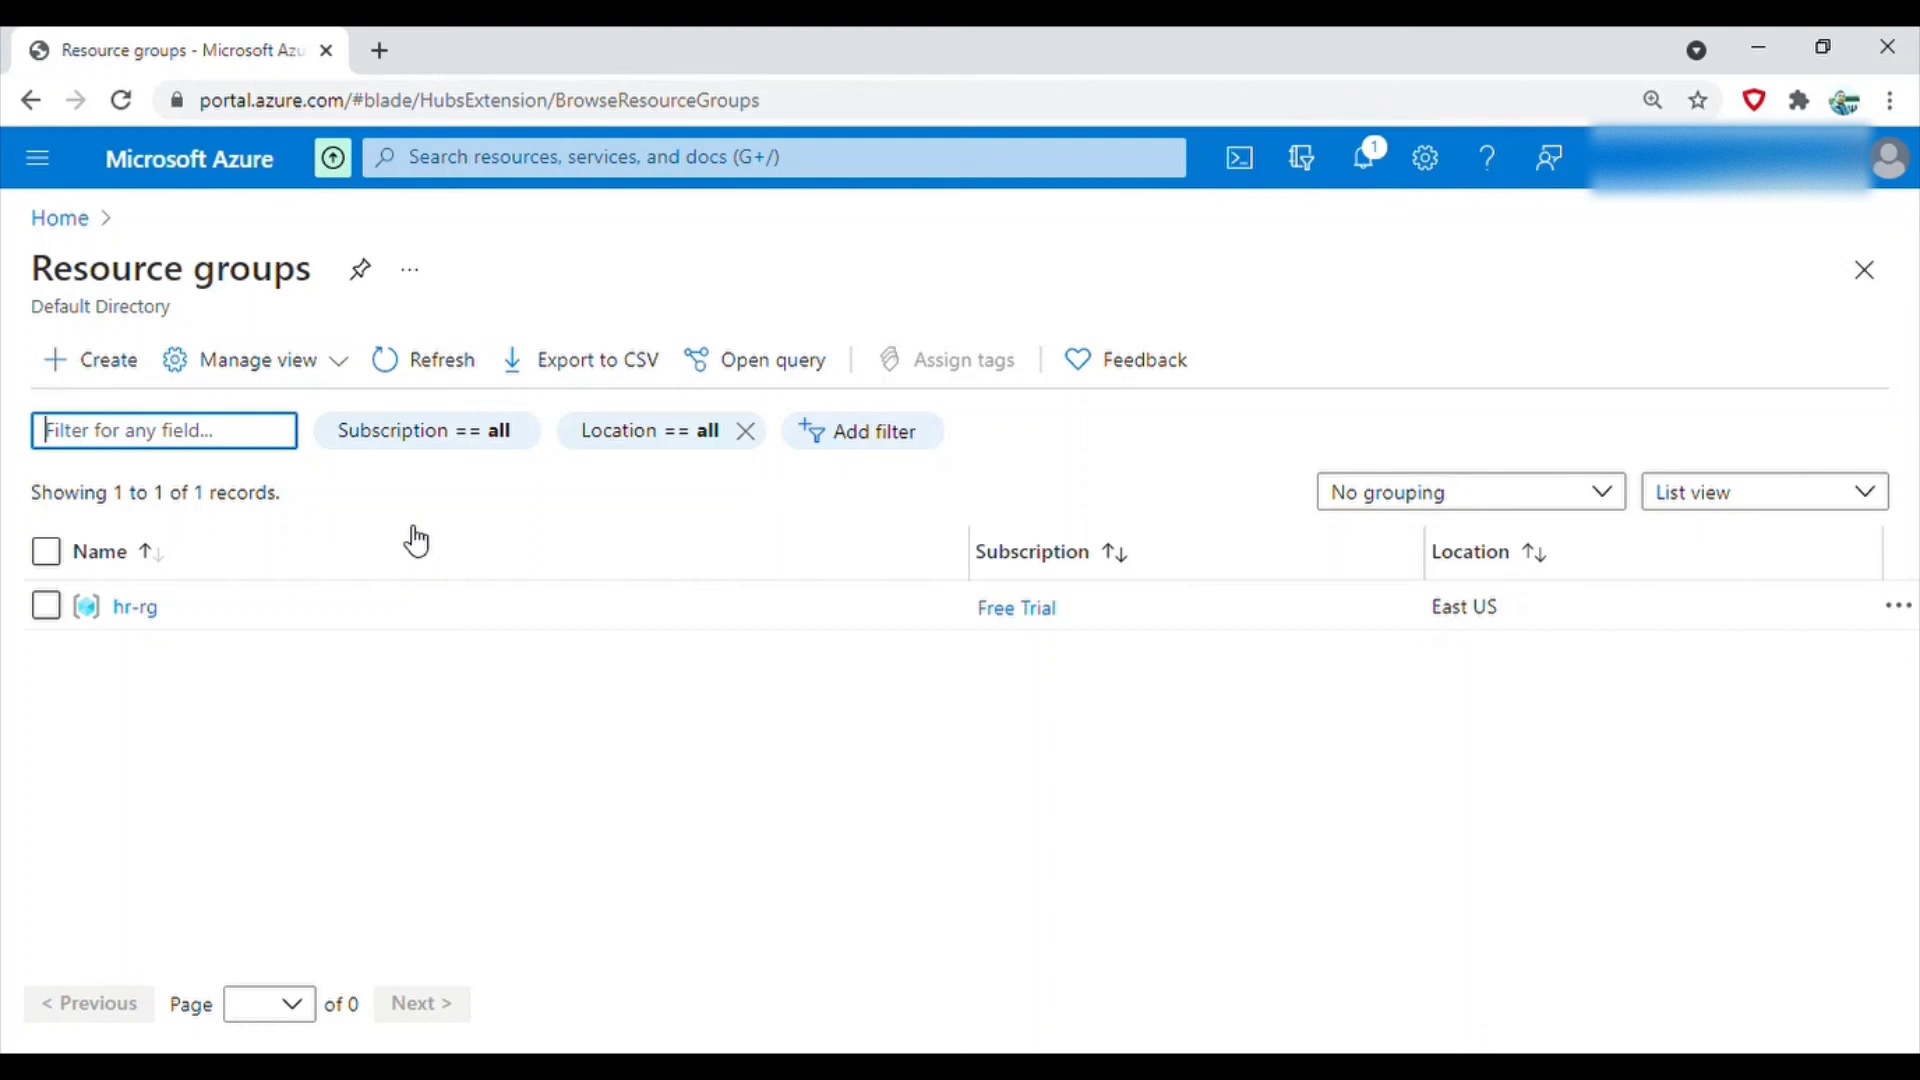 Resource groups - Microsoft Azu
portal.azure.com/#blade/HubsExtension/BrowseResourceGroups
Microsoft Azure
Search resources, services, and docs (G+/)
1
Home >
Resource groups
Default Directory
Create Manage view Refresh Export to CSV Open query Assign tags Feedback
Filter for any field... Subscription == all Location == all Add filter
Showing 1 to 1 of 1 records. No grouping List view
Name Subscription Location
hr-rg Free Trial East US
< Previous Page of 0 Next >